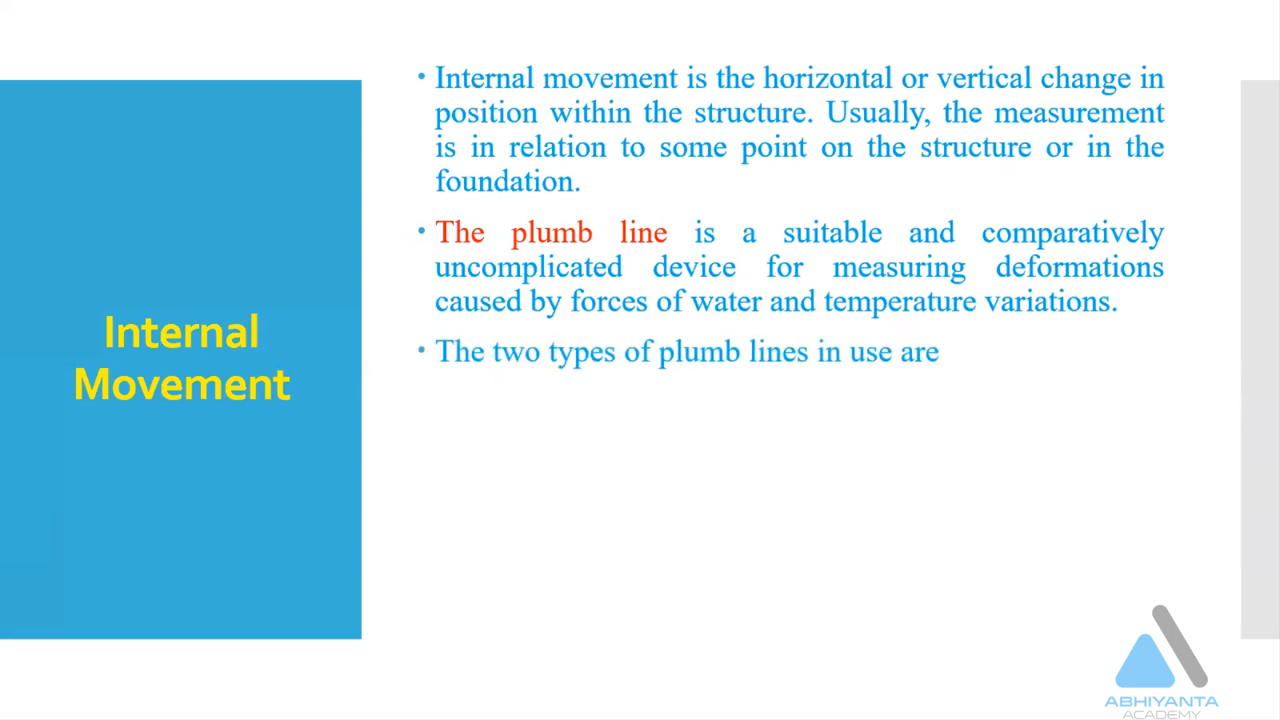 Internal
Movement
• Internal movement is the horizontal or vertical change in
position within the structure. Usually, the measurement
is in relation to some point on the structure or in the
foundation.
• The plumb line is a suitable and comparatively
uncomplicated device for measuring deformations
caused by forces of water and temperature variations.
• The two types of plumb lines in use are
ABHIYANTA
ACADEMY